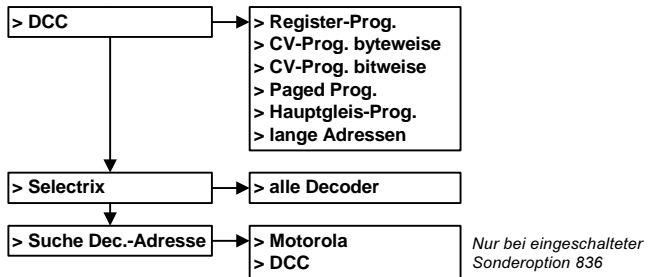 > DCC
> Register-Prog.
> CV-Prog. byteweise
> CV-Prog. bitweise
> Paged Prog.
> Hauptgleis-Prog.
> lange Adressen
> Selectrix
> alle Decoder
> Suche Dec.-Adresse
> Motorola
> DCC
Nur bei eingeschalteter
Sonderoption 836